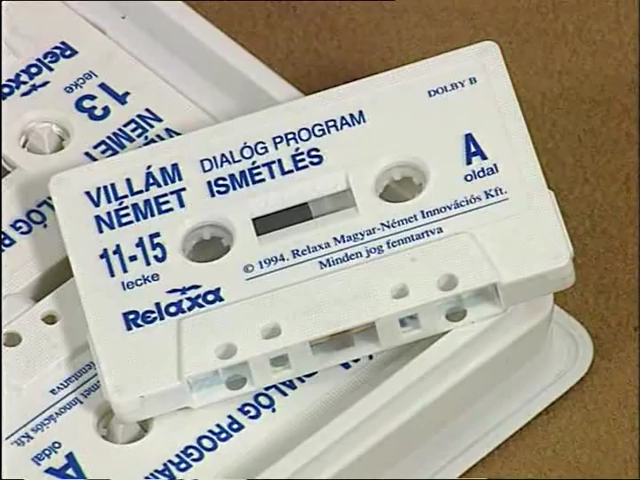 DOLBY B
VILLÁM
NÉMET
DIALÓG PROGRAM
ISMÉTLÉS
A
oldal
11-15
lecke
© 1994. Relaxa Magyar-Német Innovációs Kft.
Minden jog fenntartva
Relaxa
Relaxa
13
lecke
NÉMET
DIALÓG PROGRAM
A
oldal